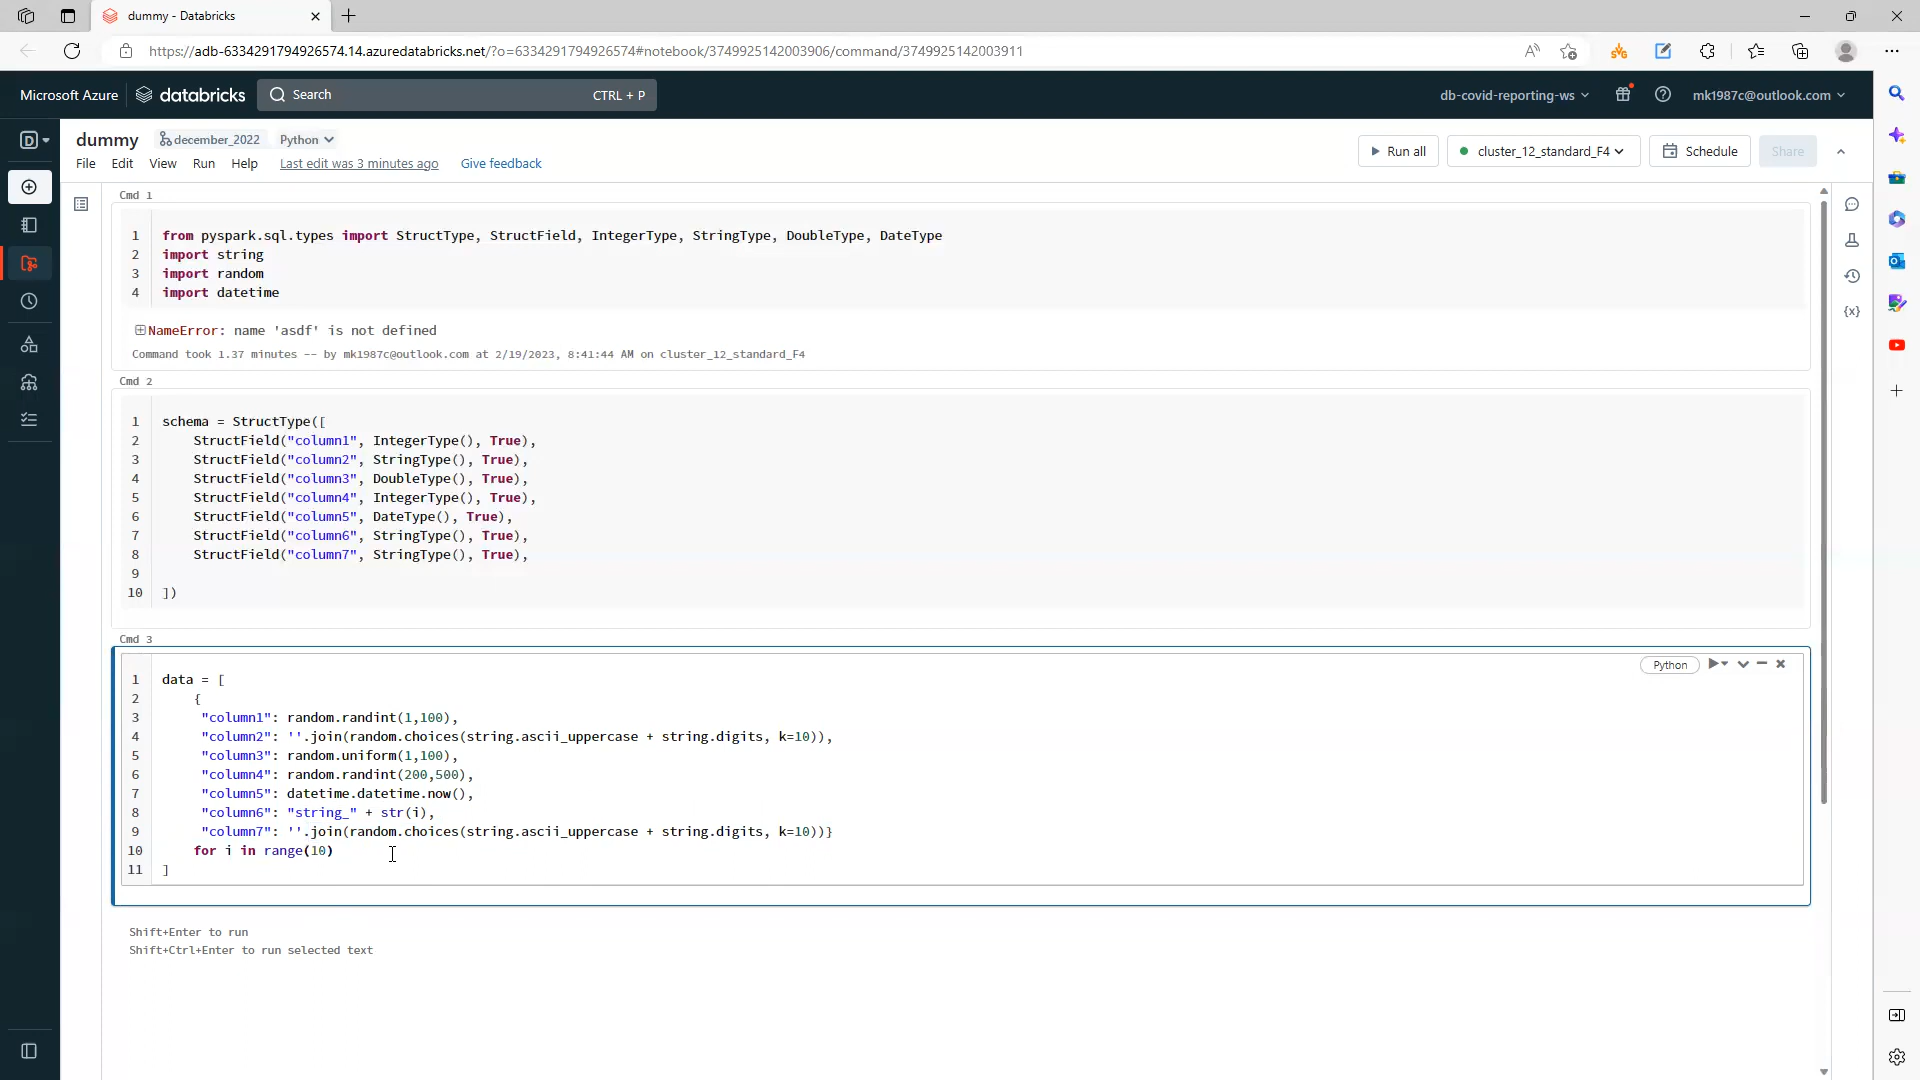 dummy - Databricks
https://adb-6334291794926574.14.azuredatabricks.net/?o=6334291794926574#notebook/3749925142003906/command/3749925142003911
Microsoft Azure databricks Search CTRL + P db-covid-reporting-ws mk1987c@outlook.com
D dummy december_2022 Python
File Edit View Run Help Last edit was 3 minutes ago Give feedback
Run all cluster_12_standard_F4 Schedule Share
Cmd 1
1 from pyspark.sql.types import StructType, StructField, IntegerType, StringType, DoubleType, DateType
2 import string
3 import random
4 import datetime
NameError: name 'asdf' is not defined
Command took 1.37 minutes -- by mk1987c@outlook.com at 2/19/2023, 8:41:44 AM on cluster_12_standard_F4
Cmd 2
1 schema = StructType([
2 StructField("column1", IntegerType(), True),
3 StructField("column2", StringType(), True),
4 StructField("column3", DoubleType(), True),
5 StructField("column4", IntegerType(), True),
6 StructField("column5", DateType(), True),
7 StructField("column6", StringType(), True),
8 StructField("column7", StringType(), True),
9
10 ])
Cmd 3
Python
1 data = [
2 {
3 "column1": random.randint(1,100),
4 "column2": ''.join(random.choices(string.ascii_uppercase + string.digits, k=10)),
5 "column3": random.uniform(1,100),
6 "column4": random.randint(200,500),
7 "column5": datetime.datetime.now(),
8 "column6": "string_" + str(i),
9 "column7": ''.join(random.choices(string.ascii_uppercase + string.digits, k=10))}
10 for i in range(10)
11 ]
Shift+Enter to run
Shift+Ctrl+Enter to run selected text